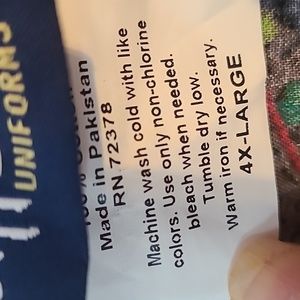 UNIFORMS
Made in Pakistan
RN 72378
Machine wash cold with like
colors. Use only non-chlorine
bleach when needed.
Tumble dry low.
Warm iron if necessary.
4X-LARGE